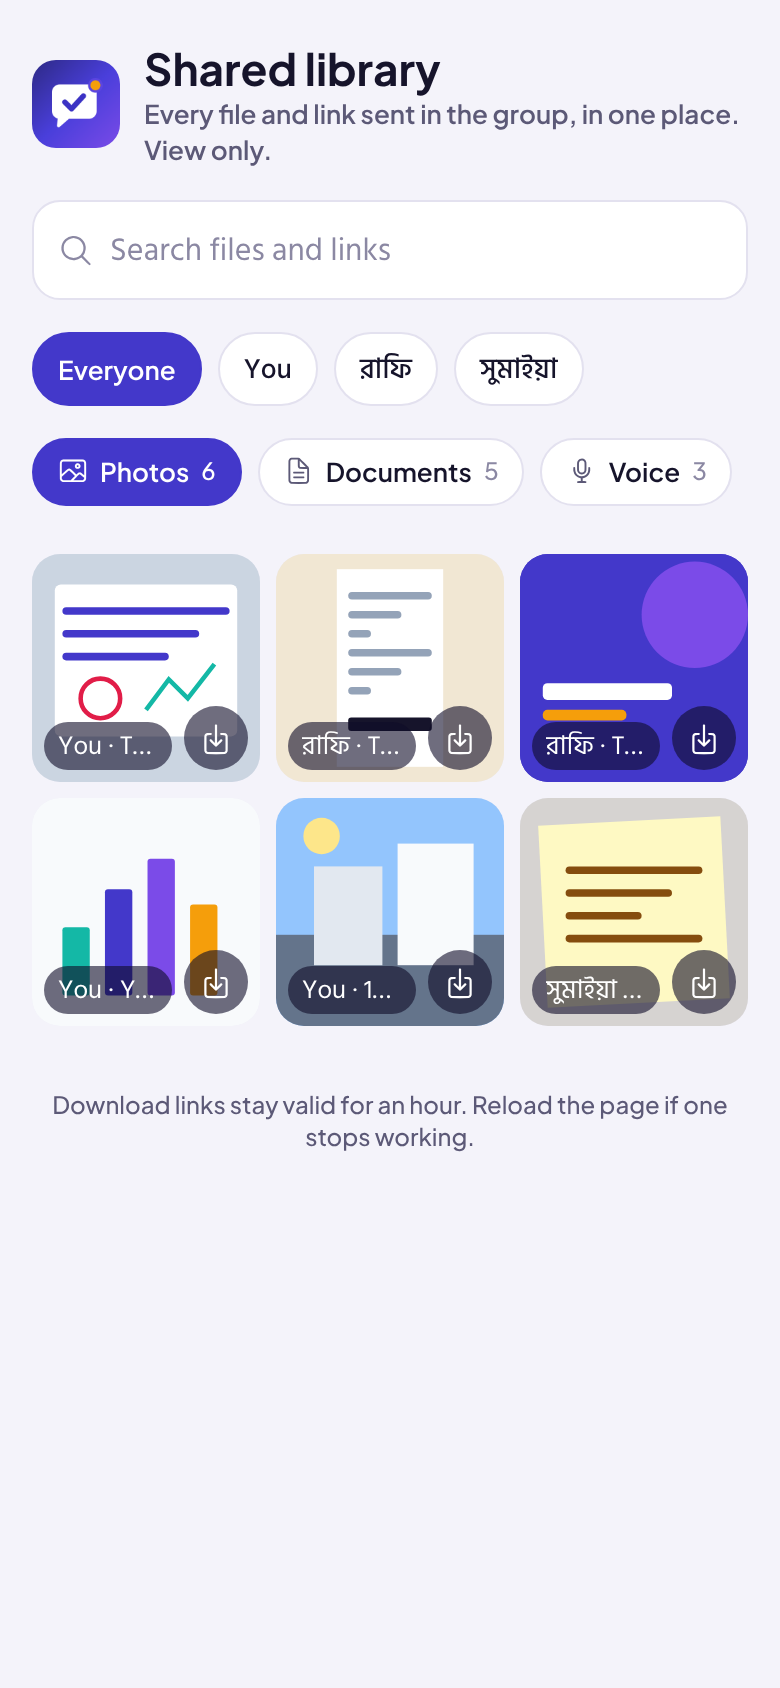 Shared library
Every file and link sent in the group, in one place.
View only.
Search files and links
Everyone
You
রাফি
সুমাইয়া
Photos 6
Documents 5
Voice 3
You · T...
রাফি · T...
রাফি · T...
You · Y...
You · 1...
সুমাইয়া ...
Download links stay valid for an hour. Reload the page if one
stops working.